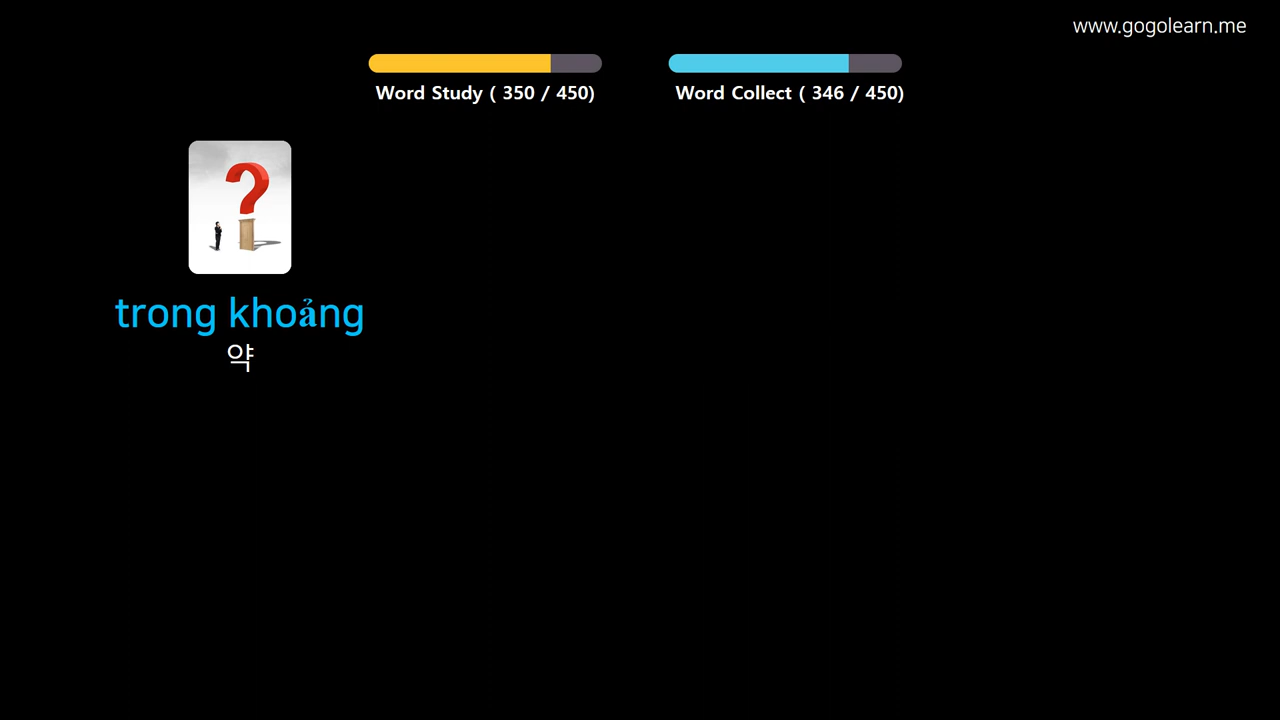 www.gogolearn.me
Word Study ( 350 / 450)
Word Collect ( 346 / 450)
trong khoảng
약